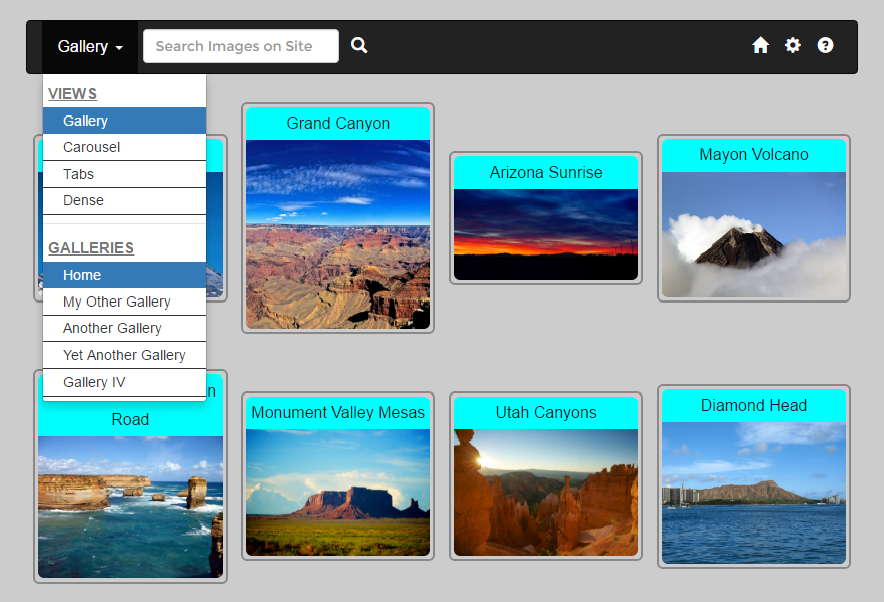 Gallery
Search Images on Site
VIEWS
Gallery
Carousel
Tabs
Dense
GALLERIES
Home
My Other Gallery
Another Gallery
Yet Another Gallery
Gallery IV
Grand Canyon
Arizona Sunrise
Mayon Volcano
Road
Monument Valley Mesas
Utah Canyons
Diamond Head